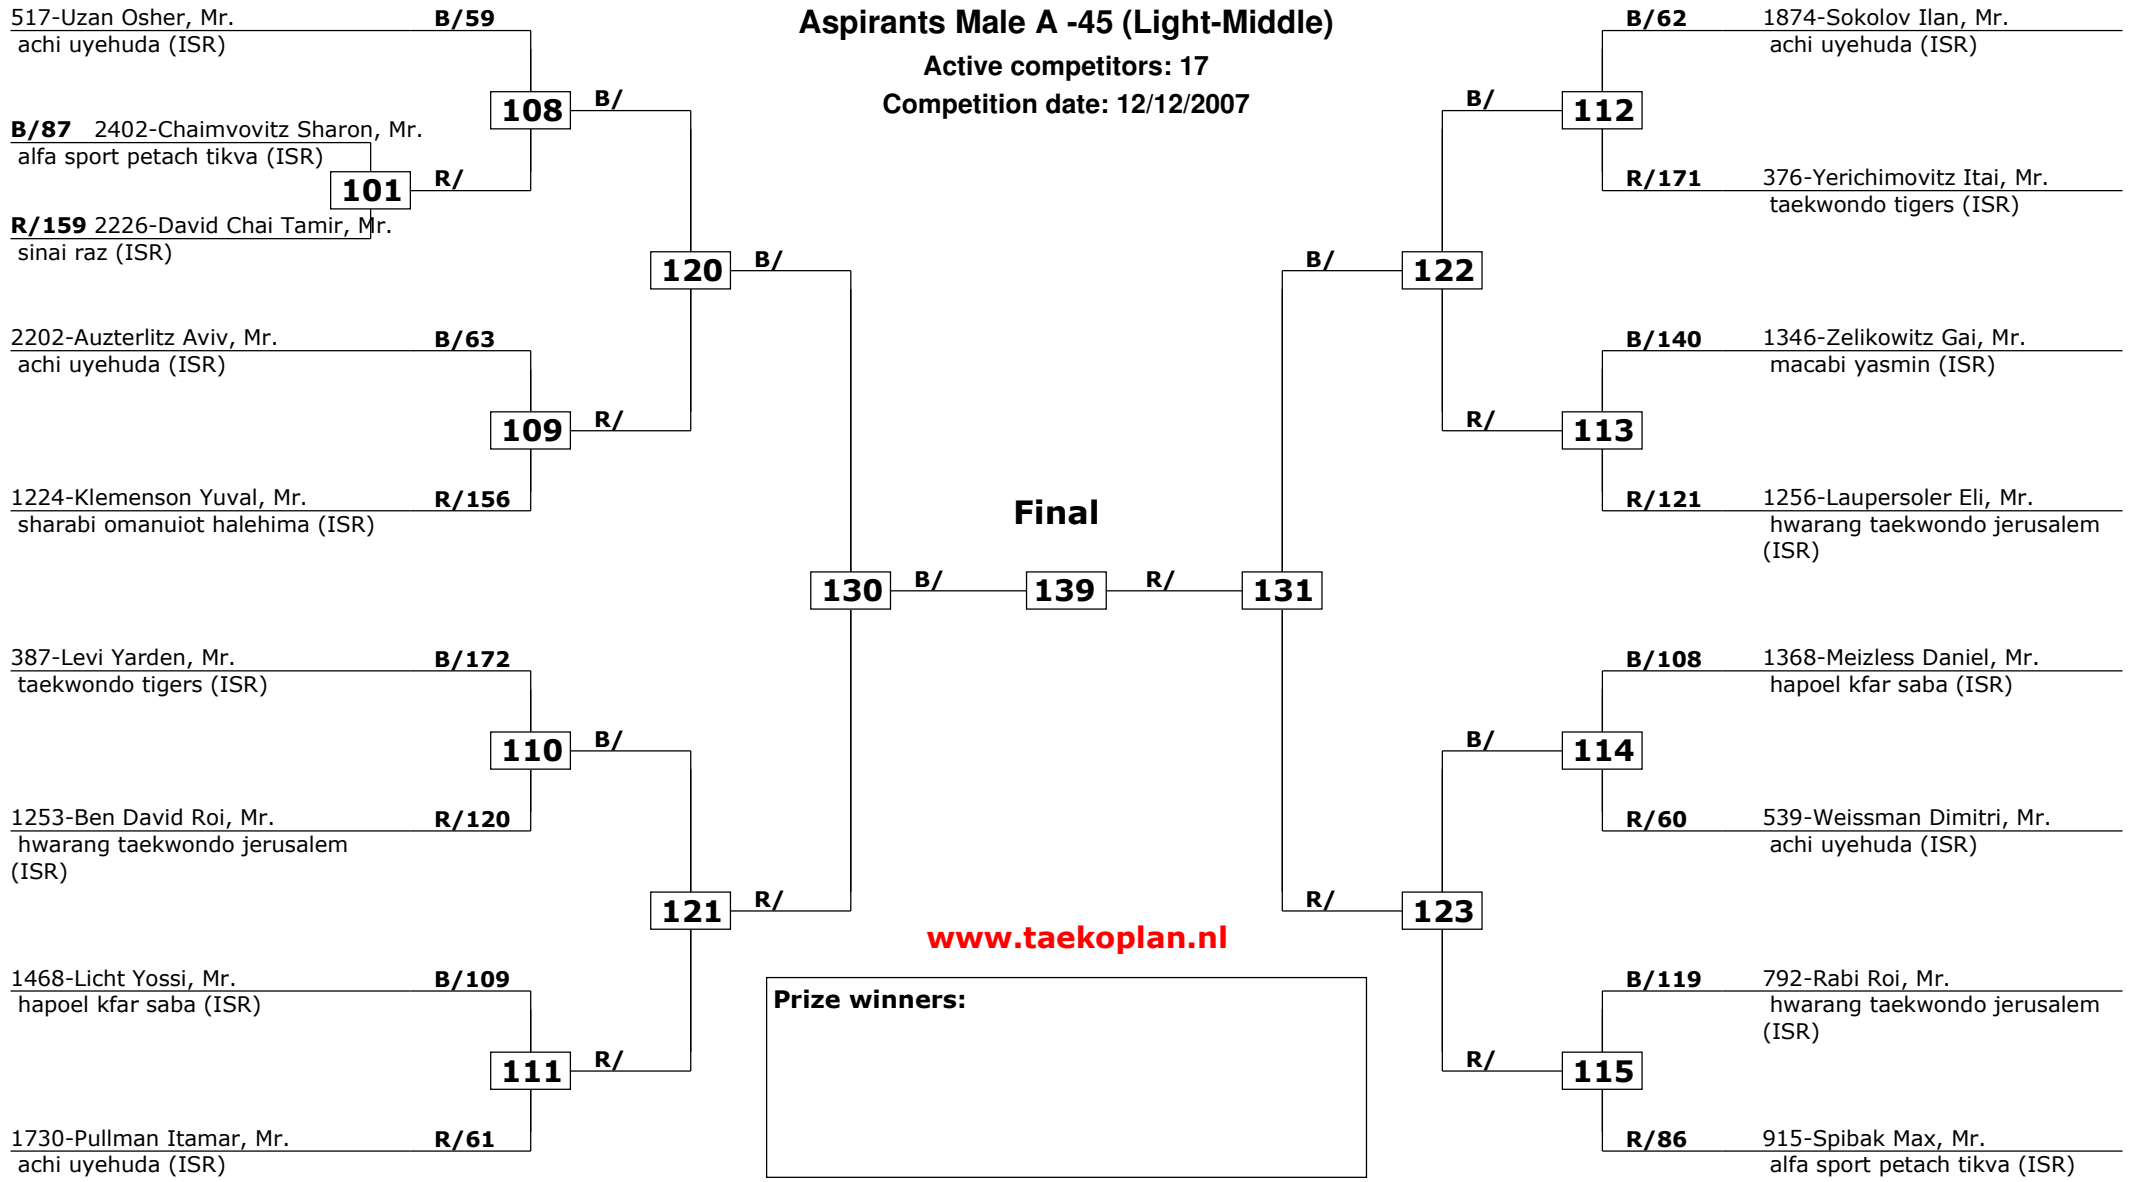 Aspirants Male A -45 (Light-Middle)
Active competitors: 17
Competition date: 12/12/2007
517-Uzan Osher, Mr. B/59
achi uyehuda (ISR)
108 B/
B/87 2402-Chaimvovitz Sharon, Mr.
alfa sport petach tikva (ISR)
101 R/
R/159 2226-David Chai Tamir, Mr.
sinai raz (ISR)
120 B/
2202-Auzterlitz Aviv, Mr. B/63
achi uyehuda (ISR)
109 R/
1224-Klemenson Yuval, Mr. R/156
sharabi omanuiot halehima (ISR)
130 B/
387-Levi Yarden, Mr. B/172
taekwondo tigers (ISR)
110 B/
1253-Ben David Roi, Mr. R/120
hwarang taekwondo jerusalem
(ISR)
121 R/
1468-Licht Yossi, Mr. B/109
hapoel kfar saba (ISR)
111 R/
1730-Pullman Itamar, Mr. R/61
achi uyehuda (ISR)
Final
139
B/62 1874-Sokolov Ilan, Mr.
achi uyehuda (ISR)
B/ 112
R/171 376-Yerichimovitz Itai, Mr.
taekwondo tigers (ISR)
B/ 122
B/140 1346-Zelikowitz Gai, Mr.
macabi yasmin (ISR)
R/ 113
R/121 1256-Laupersoler Eli, Mr.
hwarang taekwondo jerusalem
(ISR)
R/ 131
B/108 1368-Meizless Daniel, Mr.
hapoel kfar saba (ISR)
B/ 114
R/60 539-Weissman Dimitri, Mr.
achi uyehuda (ISR)
R/ 123
B/119 792-Rabi Roi, Mr.
hwarang taekwondo jerusalem
(ISR)
R/ 115
R/86 915-Spibak Max, Mr.
alfa sport petach tikva (ISR)
www.taekoplan.nl
Prize winners: